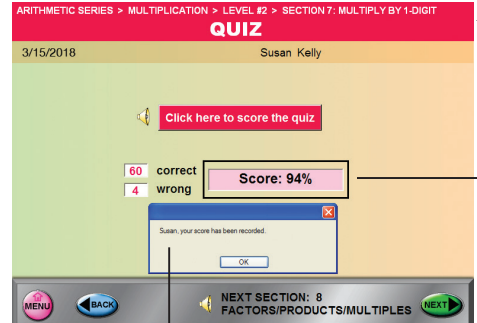 ARITHMETIC SERIES > MULTIPLICATION > LEVEL #2 > SECTION 7: MULTIPLY BY 1-DIGIT
QUIZ
3/15/2018 Susan Kelly
Click here to score the quiz
60 correct
4 wrong
Score: 94%
Susan, your score has been recorded.
OK
MENU
BACK
NEXT SECTION: 8
FACTORS/PRODUCTS/MULTIPLES
NEXT